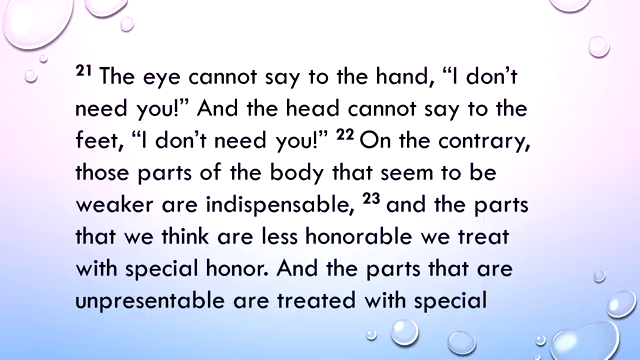 21 The eye cannot say to the hand, “I don’t
need you!” And the head cannot say to the
feet, “I don’t need you!” 22 On the contrary,
those parts of the body that seem to be
weaker are indispensable, 23 and the parts
that we think are less honorable we treat
with special honor. And the parts that are
unpresentable are treated with special